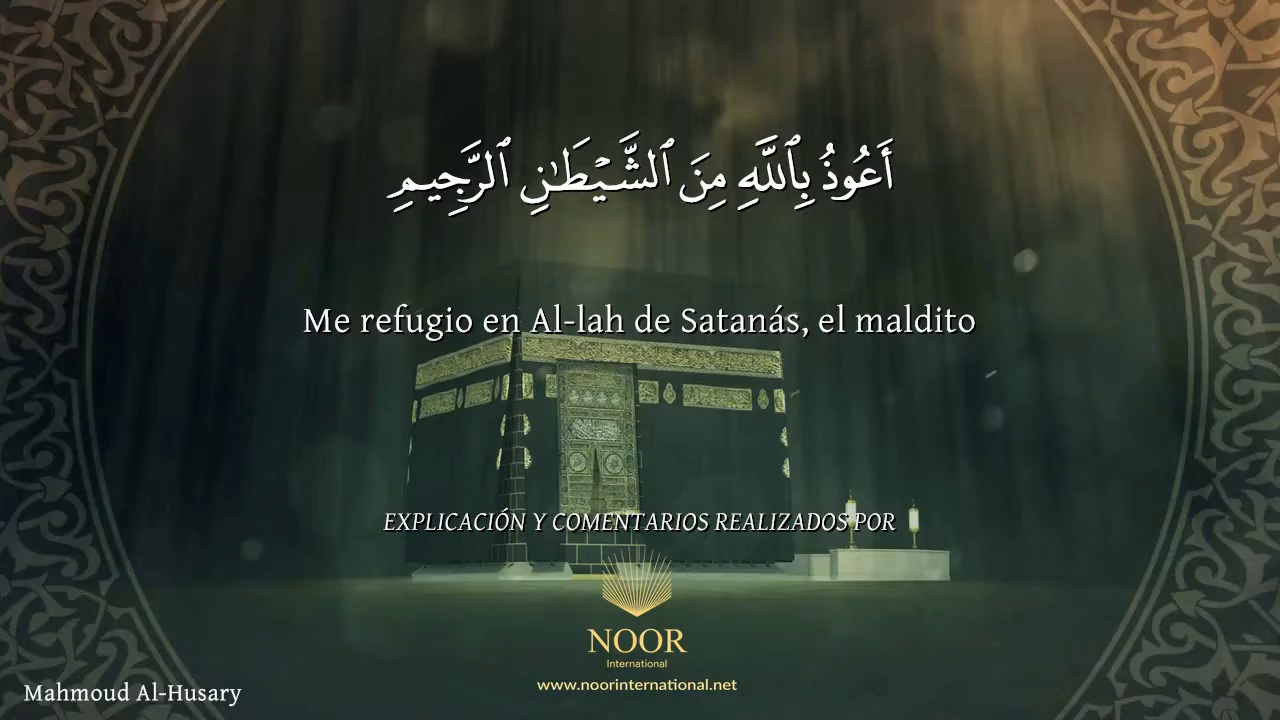 أَعُوذُ بِٱللَّهِ مِنَ ٱلشَّيْطَٰنِ ٱلرَّجِيمِ
Me refugio en Al-lah de Satanás, el maldito
EXPLICACIÓN Y COMENTARIOS REALIZADOS POR
NOOR
International
www.noorinternational.net
Mahmoud Al-Husary